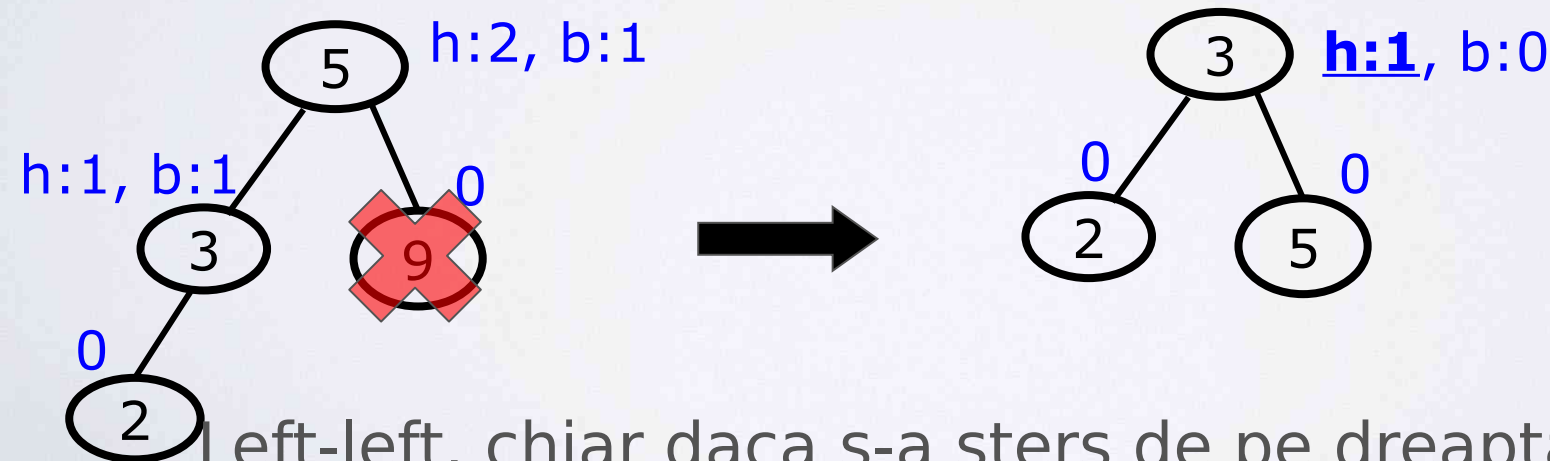 5 h:2, b:1
3 h:1, b:0
h:1, b:1 0
0 0
3 9
2 5
0
2
Left-left, chiar daca s-a sters de pe dreapta